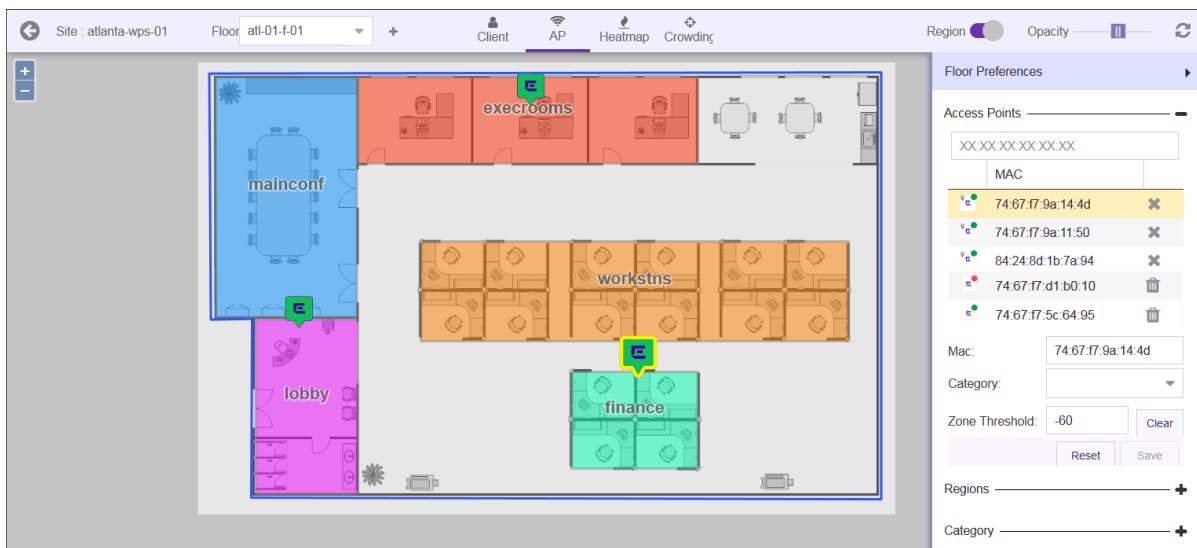 Site : atlanta-wps-01
Floor atl-01-f-01 +
Client
AP
Heatmap
Crowding
Region
Opacity
+
−
execrooms
mainconf
workstns
lobby
finance
Floor Preferences
Access Points
XX:XX:XX:XX:XX:XX
MAC
74:67:f7:9a:14:4d
74:67:f7:9a:11:50
84:24:8d:1b:7a:94
74:67:f7:d1:b0:10
74:67:f7:5c:64:95
Mac: 74:67:f7:9a:14:4d
Category:
Zone Threshold: -60 Clear
Reset Save
Regions
Category